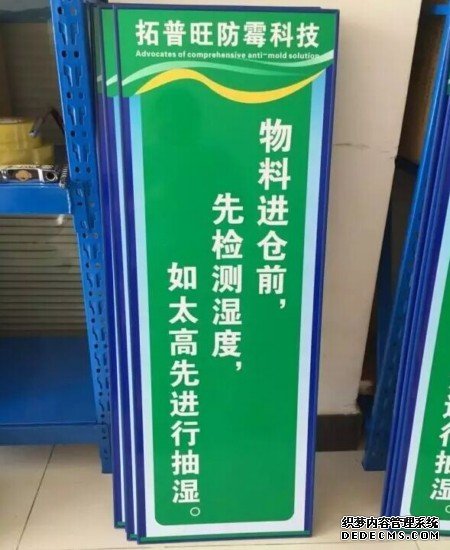 拓普旺防霉科技
Advocates of comprehensive anti-mold solution
物料进仓前，
先检测湿度，
如太高先进行抽湿。
进行抽湿。
织梦内容管理系统
DEDECMS.COM